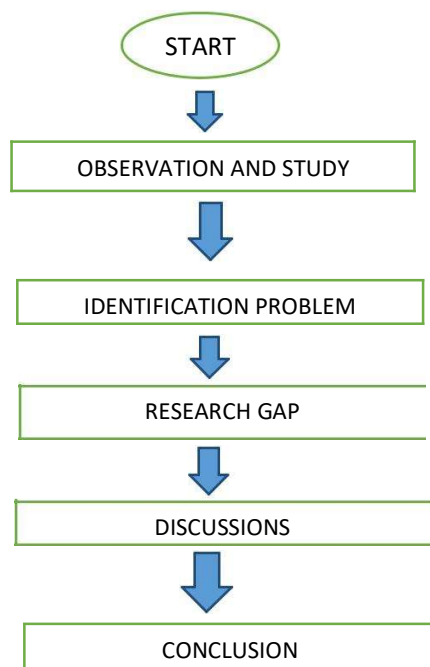 START
OBSERVATION AND STUDY
IDENTIFICATION PROBLEM
RESEARCH GAP
DISCUSSIONS
CONCLUSION